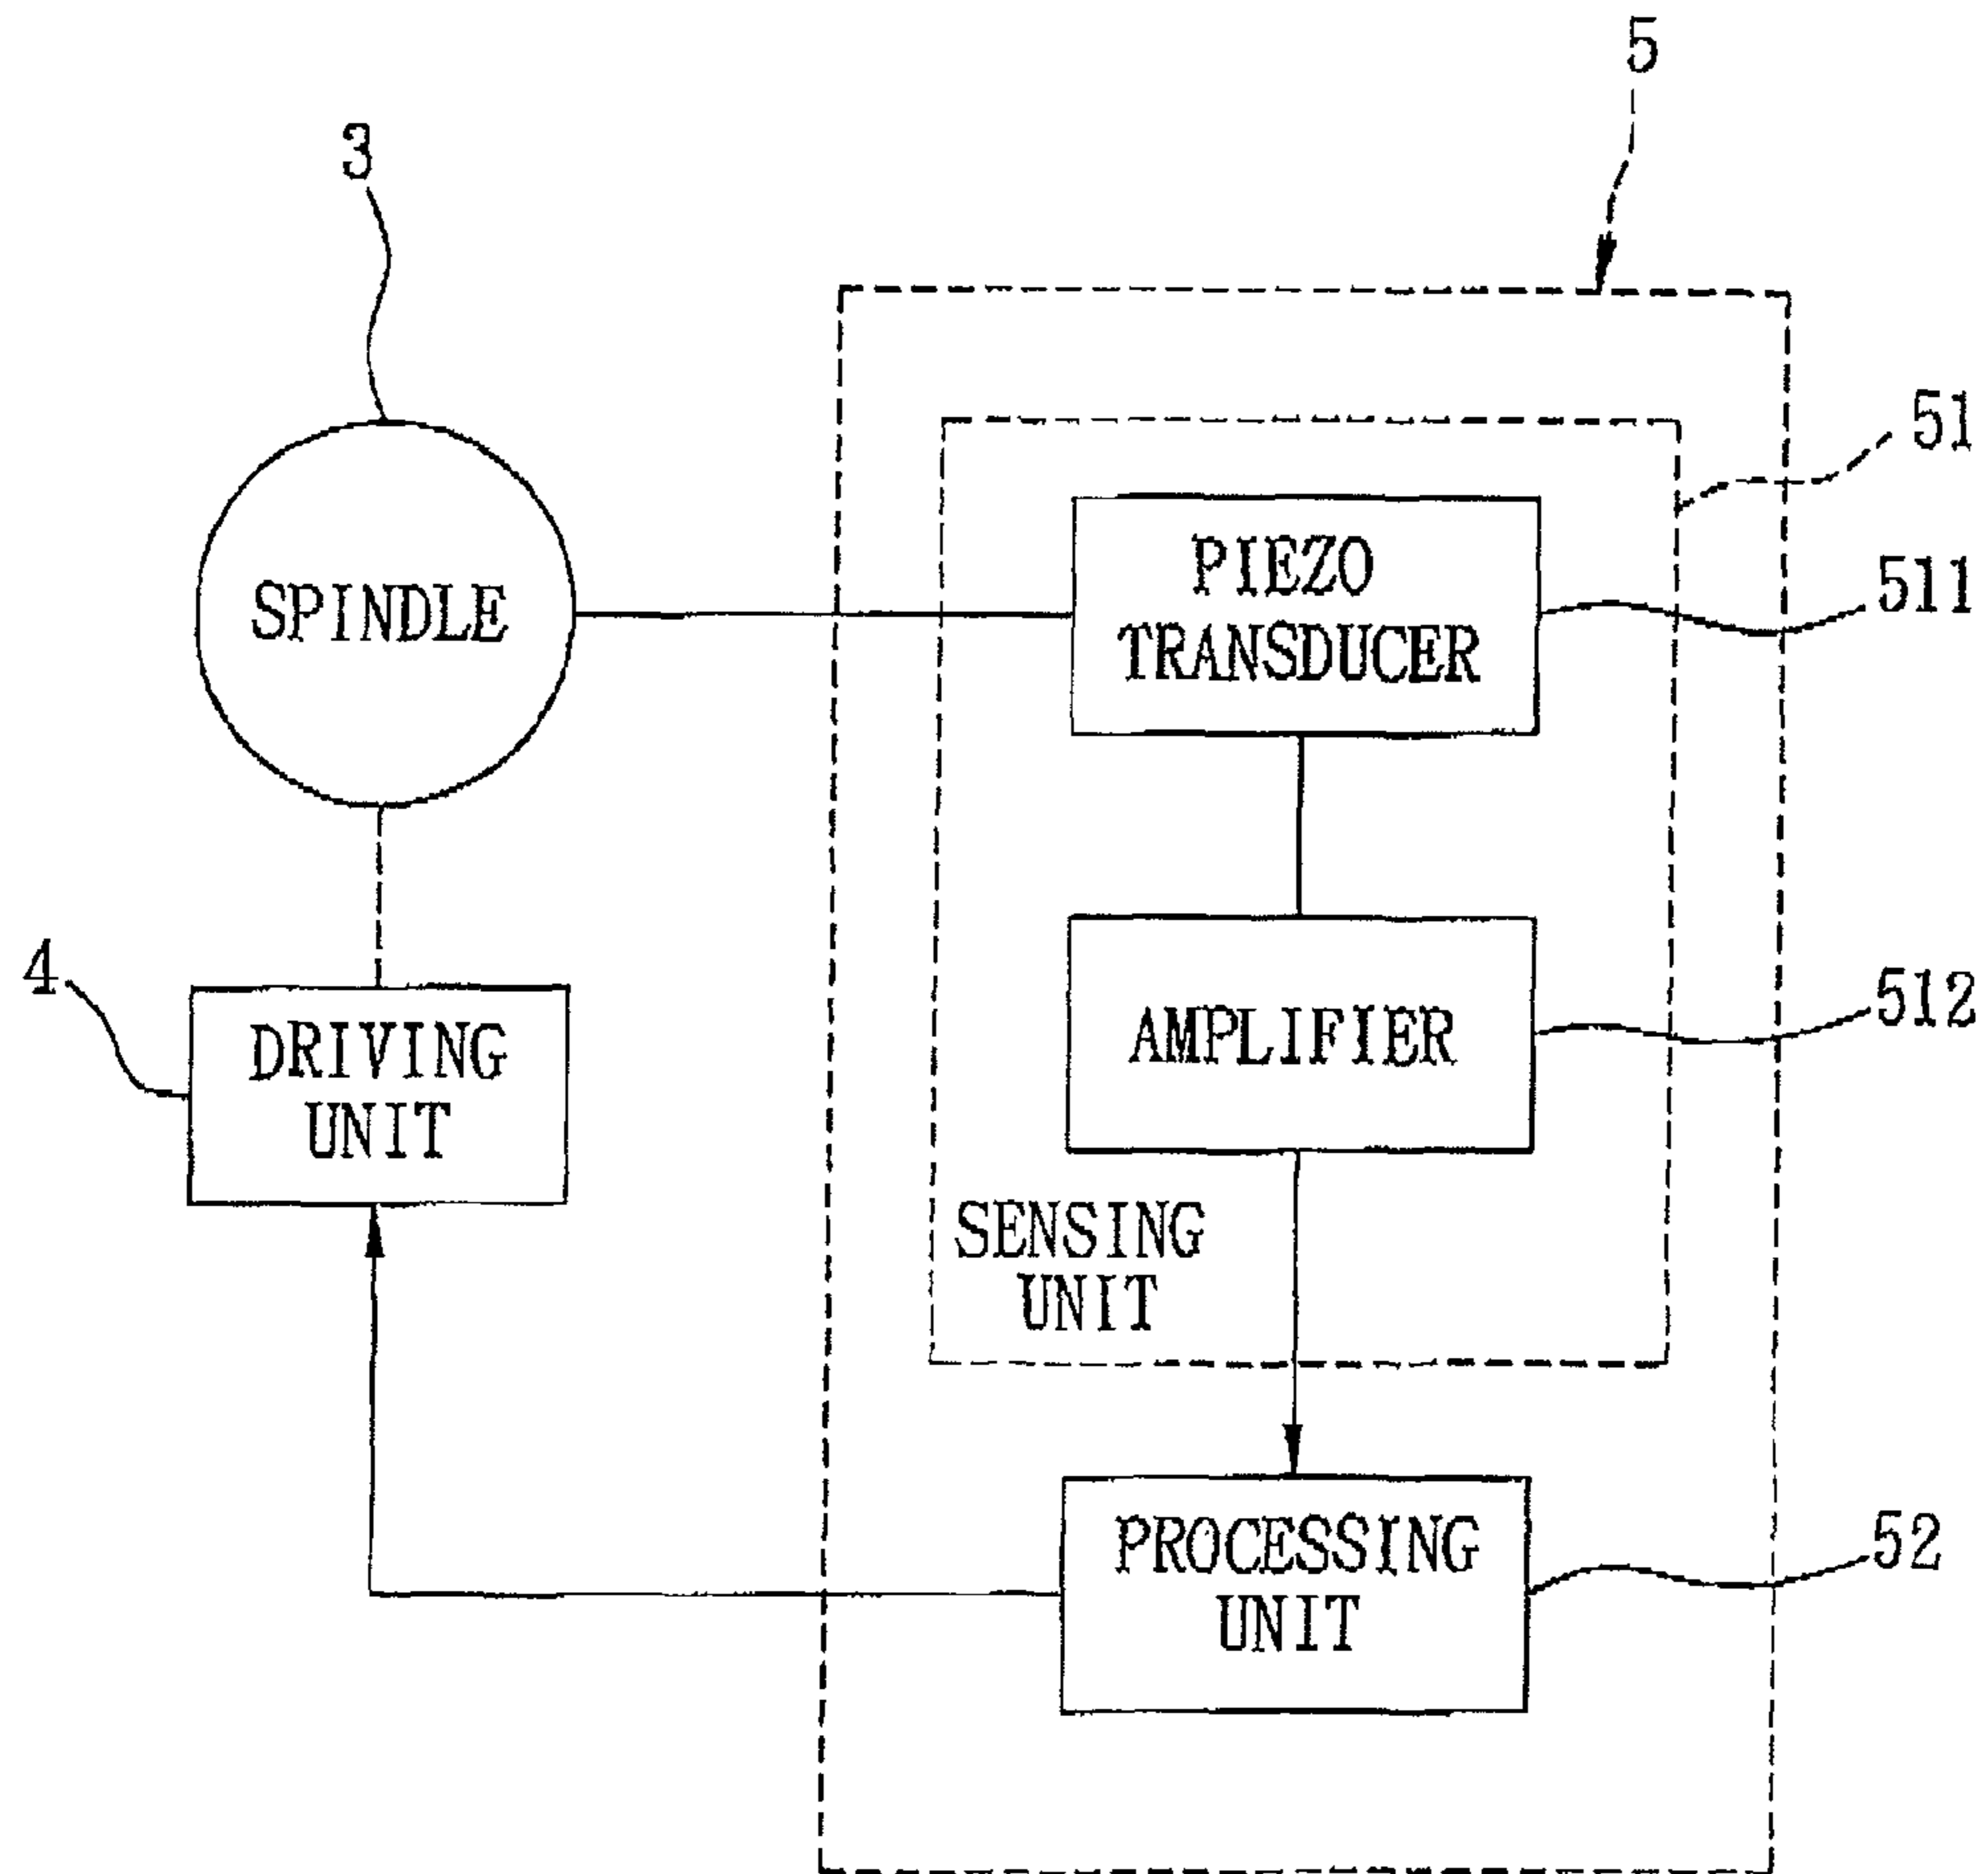 5
3
51
PIEZO
TRANSDUCER
511
SPINDLE
4
DRIVING
UNIT
AMPLIFIER
512
SENSING
UNIT
PROCESSING
UNIT
52